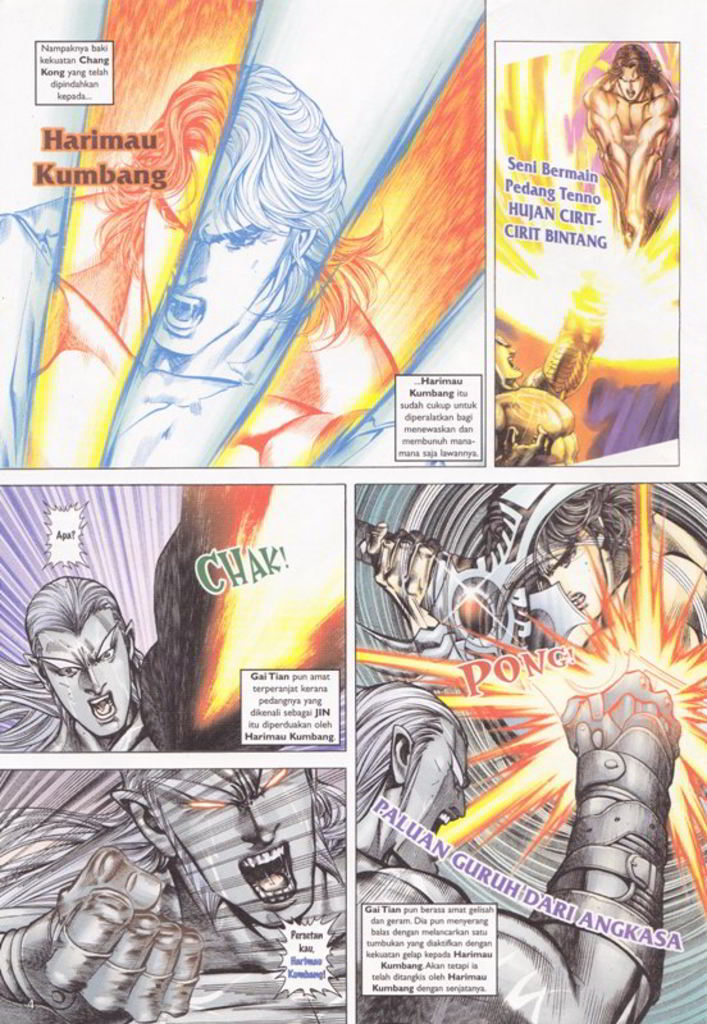 Nampaknya baki
kekuatan Chang
Kong yang telah
dipindahkan
kepada...
Harimau
Kumbang
...Harimau
Kumbang itu
sudah cukup untuk
diperalatkan bagi
menewaskan dan
membunuh mana-
mana saja lawannya.
Seni Bermain
Pedang Tenno
HUJAN CIRIT-
CIRIT BINTANG
Apa?
CHAK!
Gai Tian pun amat
terperanjat kerana
pedangnya yang
dikenali sebagai JIN
itu diperduakan oleh
Harimau Kumbang.
PONG!
PALUAN GURUH DARI ANGKASA
Gai Tian pun berasa amat gelisah
dan geram. Dia pun menyerang
balas dengan melancarkan satu
tumbukan yang diaktifkan dengan
kekuatan gelap kepada Harimau
Kumbang. Akan tetapi ia
telah ditangkis oleh Harimau
Kumbang dengan senjatanya.
Persetan
kau,
Harimau
Kumbang!
4